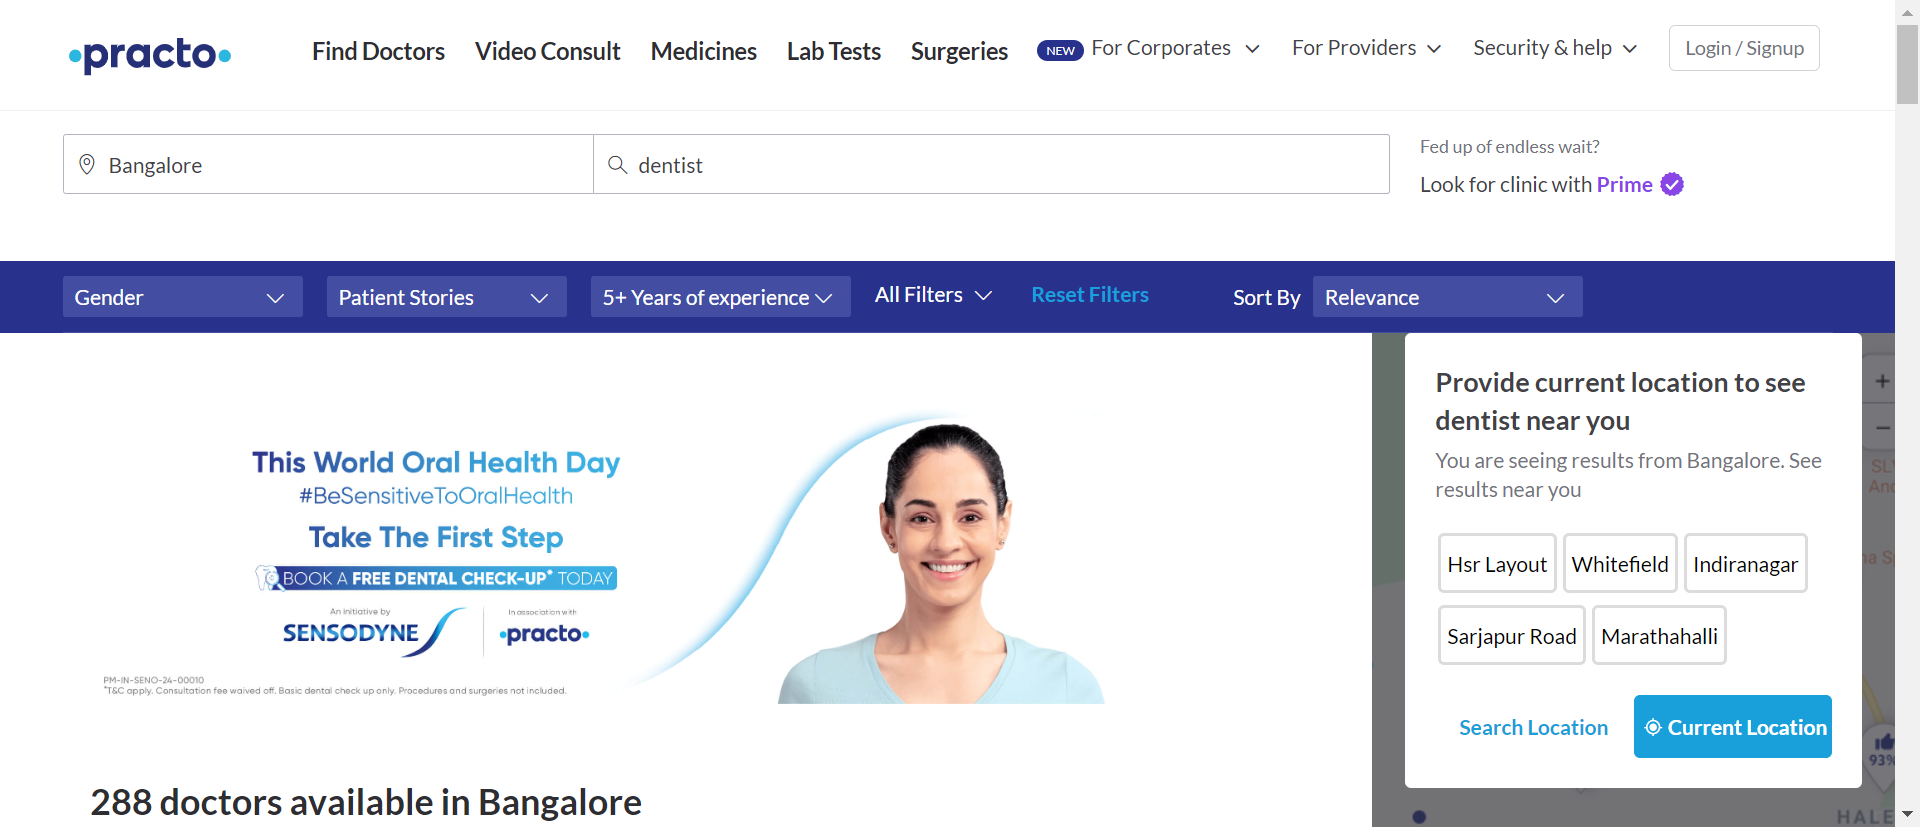 practo
Find Doctors
Video Consult
Medicines
Lab Tests
Surgeries
NEW
For Corporates
For Providers
Security & help
Login / Signup
Bangalore
dentist
Fed up of endless wait?
Look for clinic with Prime
Gender
Patient Stories
5+ Years of experience
All Filters
Reset Filters
Sort By
Relevance
This World Oral Health Day
#BeSensitiveToOralHealth
Take The First Step
BOOK A FREE DENTAL CHECK-UP* TODAY
An initiative by
SENSODYNE
In association with
practo
PM-IN-SENO-24-00010
*T&C apply. Consultation fee waived off. Basic dental check up only. Procedures and surgeries not included.
288 doctors available in Bangalore
Provide current location to see
dentist near you
You are seeing results from Bangalore. See
results near you
Hsr Layout
Whitefield
Indiranagar
Sarjapur Road
Marathahalli
Search Location
Current Location
+
−
93%
HALE